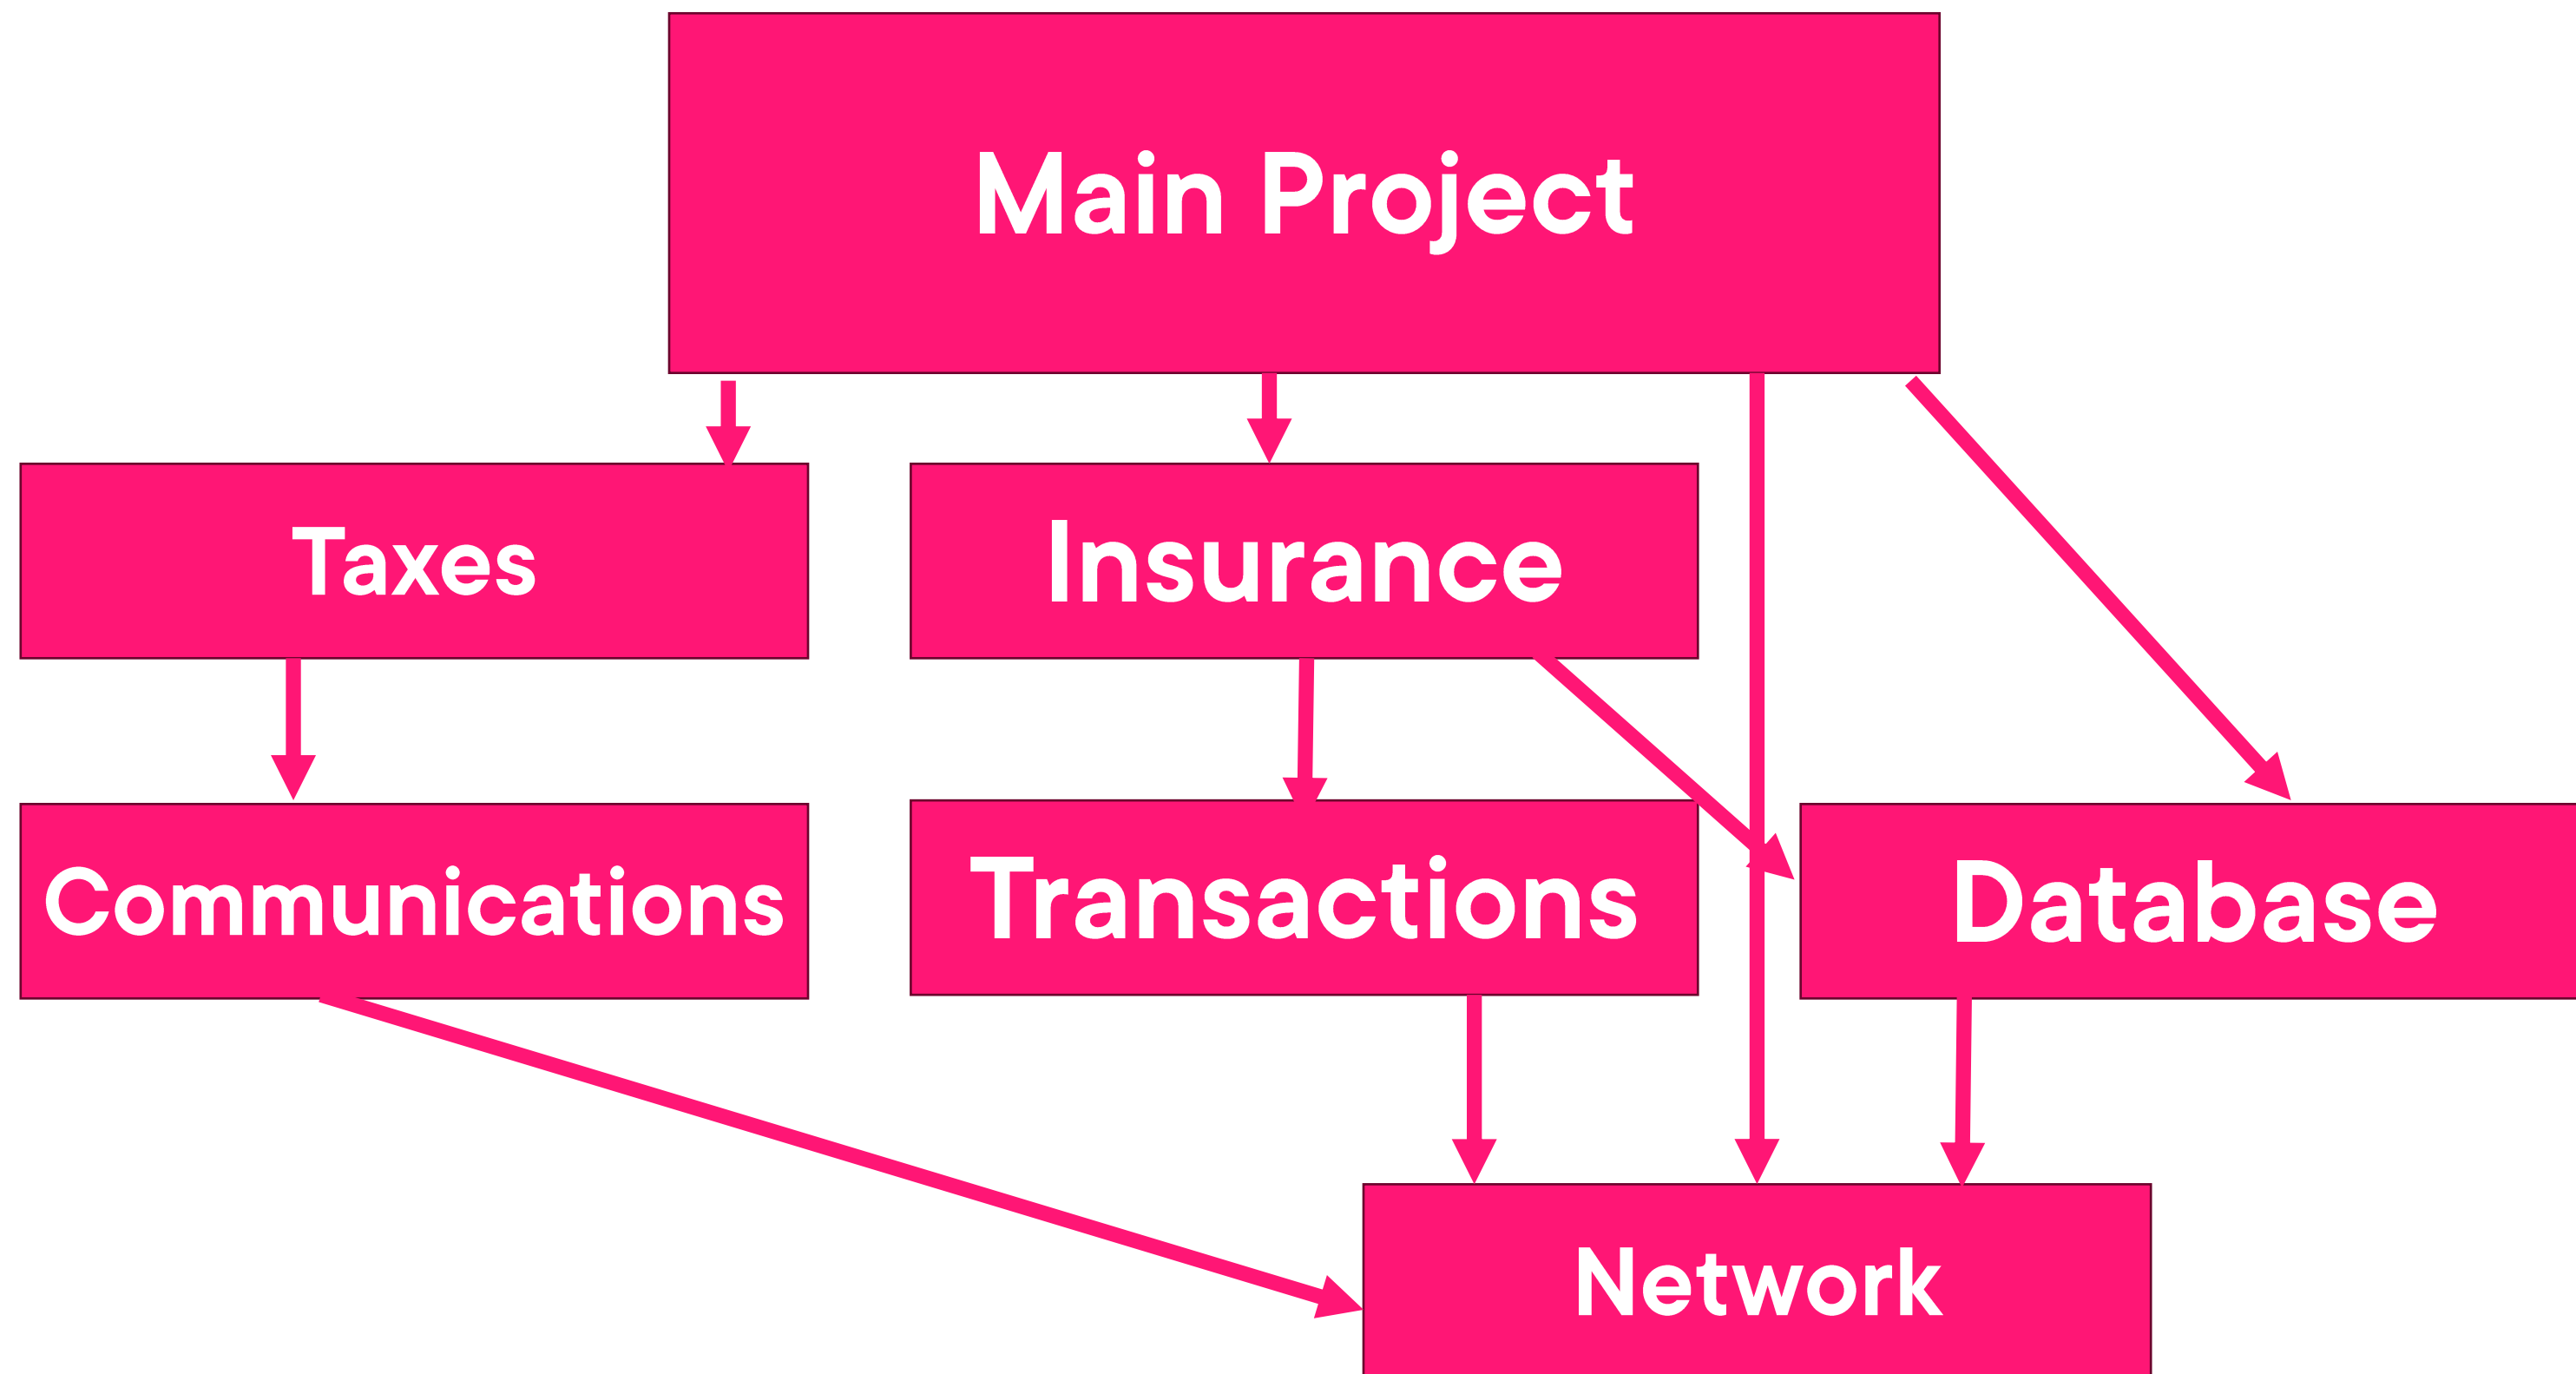 Main Project
Taxes
Insurance
Communications
Transactions
Database
Network